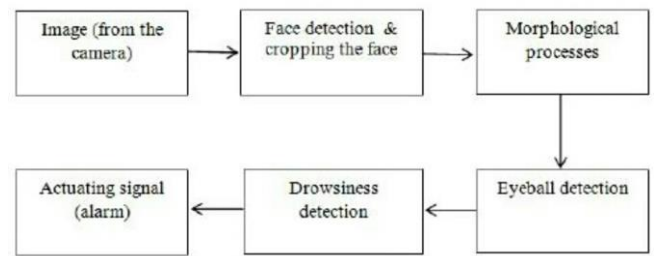 Image (from the
camera)
Face detection & 
cropping the face
Morphological
processes
Eyeball detection
Drowsiness
detection
Actuating signal
(alarm)